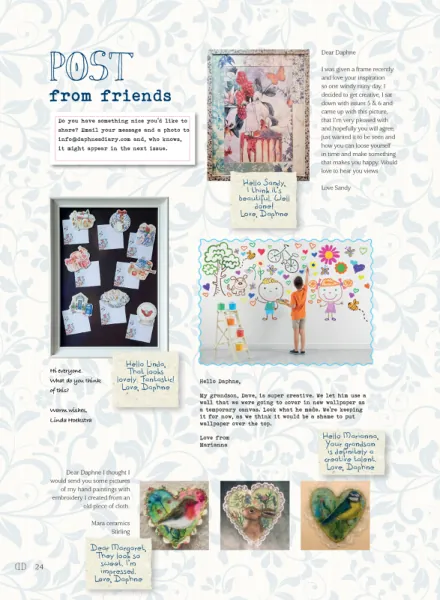 POST
from friends
Do you have something nice you'd like to
share? Email your message and a photo to
info@daphnesdiary.com and, who knows,
it might appear in the next issue.
Dear Daphne
I was given a frame recently
and love your inspiration
so one windy rainy day, I
decided to get creative. I sat
down with issues 5 & 6 and
came up with this picture,
that I'm very pleased with
and hopefully you will agree,
just wanted it to be seen and
how you can loose yourself
in time and make something
that makes you happy. Would
love to hear you views.
Love Sandy
Hello Sandy,
I think it's
beautiful. Well
done!
Love, Daphne
Hi everyone.
What do you think
of this?
Warm wishes,
Linda Hoekstra
Hello Linda,
That looks
lovely. Fantastic!
Love, Daphne
Hello Daphne,
My grandson, Dave, is super creative. We let him use a
wall that we were going to cover in new wallpaper as
a temporary canvas. Look what he made. We're keeping
it for now, as we think it would be a shame to put
wallpaper over the top.
Love from
Marianne
Hello Marianne,
Your grandson
is definitely a
creative talent.
Love, Daphne
Dear Daphne I thought I
would send you some pictures
of my hand paintings with
embroidery I created from an
old piece of cloth.
Mara ceramics
Stirling
Dear Margaret,
They look so
sweet. I'm
impressed.
Love, Daphne
DD 24